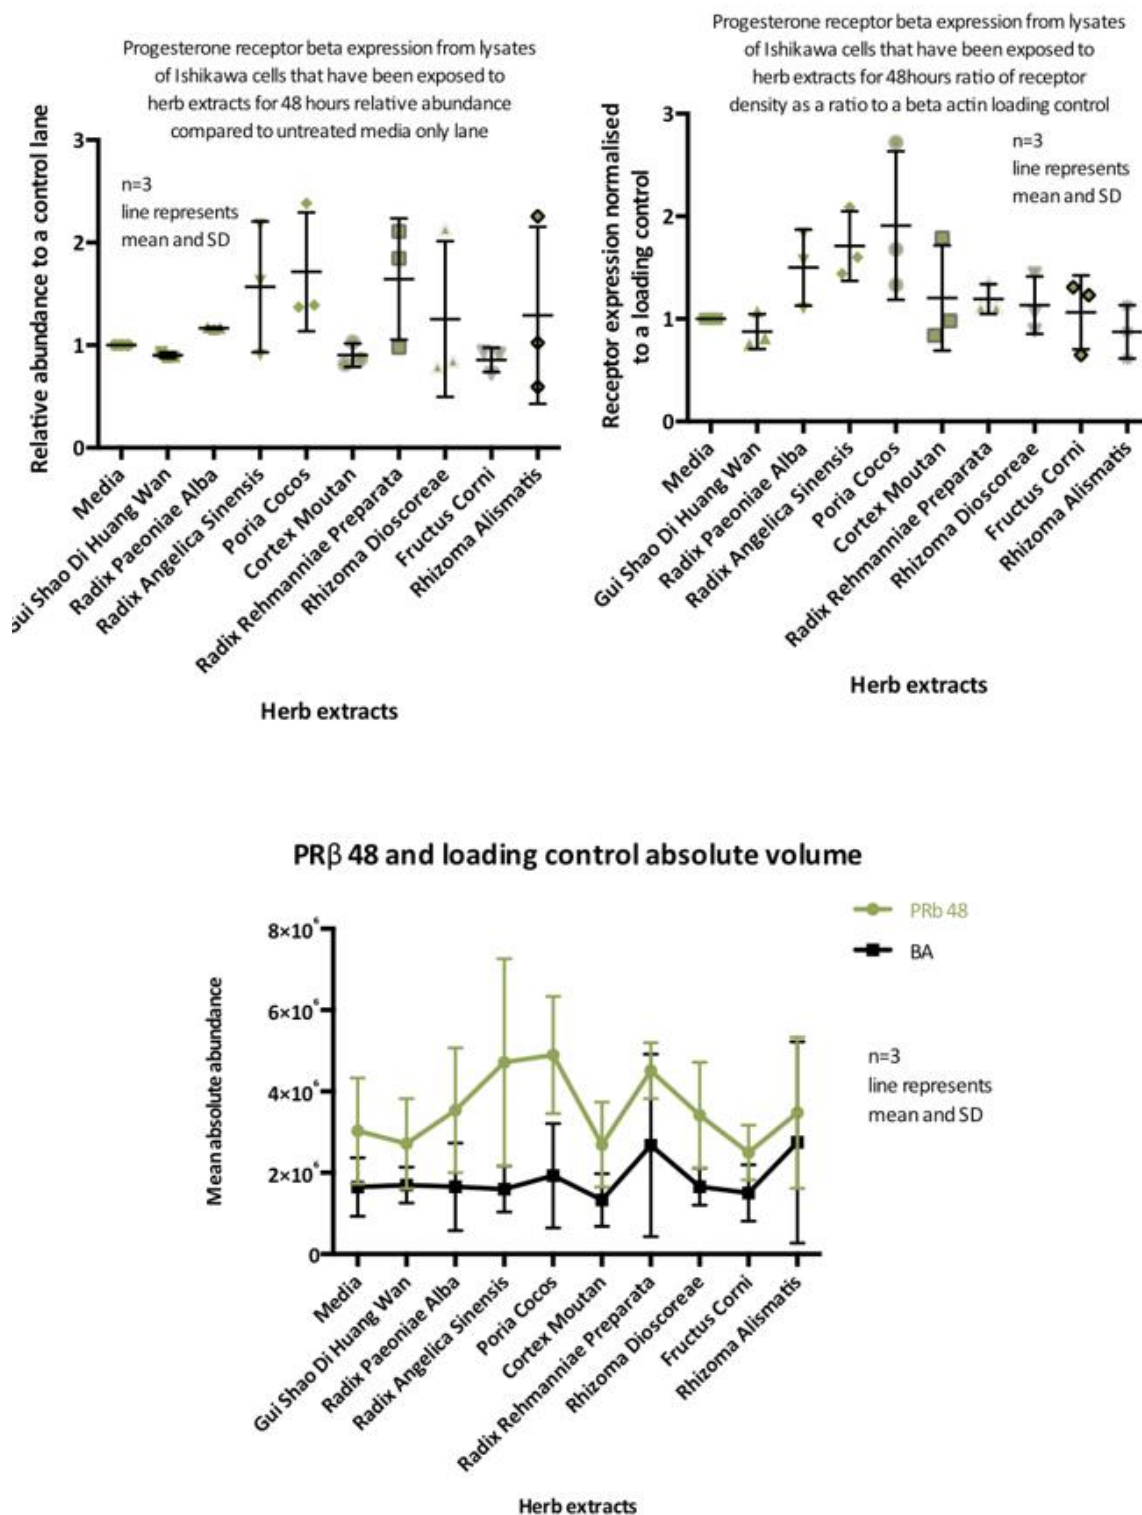 Progesterone receptor beta expression from lysates
of Ishikawa cells that have been exposed to
herb extracts for 48 hours relative abundance
compared to untreated media only lane
Relative abundance to a control lane
3
2
1
0
n=3
line represents
mean and SD
Media
Gui Shao Di Huang Wan
Radix Paeoniae Alba
Radix Angelica Sinensis
Poria Cocos
Cortex Moutan
Radix Rehmanniae Preparata
Rhizoma Dioscoreae
Fructus Corni
Rhizoma Alismatis
Herb extracts
Progesterone receptor beta expression from lysates
of Ishikawa cells that have been exposed to
herb extracts for 48hours ratio of receptor
density as a ratio to a beta actin loading control
Receptor expression normalised
to a loading control
3
2
1
0
n=3
line represents
mean and SD
Media
Gui Shao Di Huang Wan
Radix Paeoniae Alba
Radix Angelica Sinensis
Poria Cocos
Cortex Moutan
Radix Rehmanniae Preparata
Rhizoma Dioscoreae
Fructus Corni
Rhizoma Alismatis
Herb extracts
PRβ 48 and loading control absolute volume
Mean absolute abundance
8×10⁶
6×10⁶
4×10⁶
2×10⁶
0
PRb 48
BA
n=3
line represents
mean and SD
Media
Gui Shao Di Huang Wan
Radix Paeoniae Alba
Radix Angelica Sinensis
Poria Cocos
Cortex Moutan
Radix Rehmanniae Preparata
Rhizoma Dioscoreae
Fructus Corni
Rhizoma Alismatis
Herb extracts